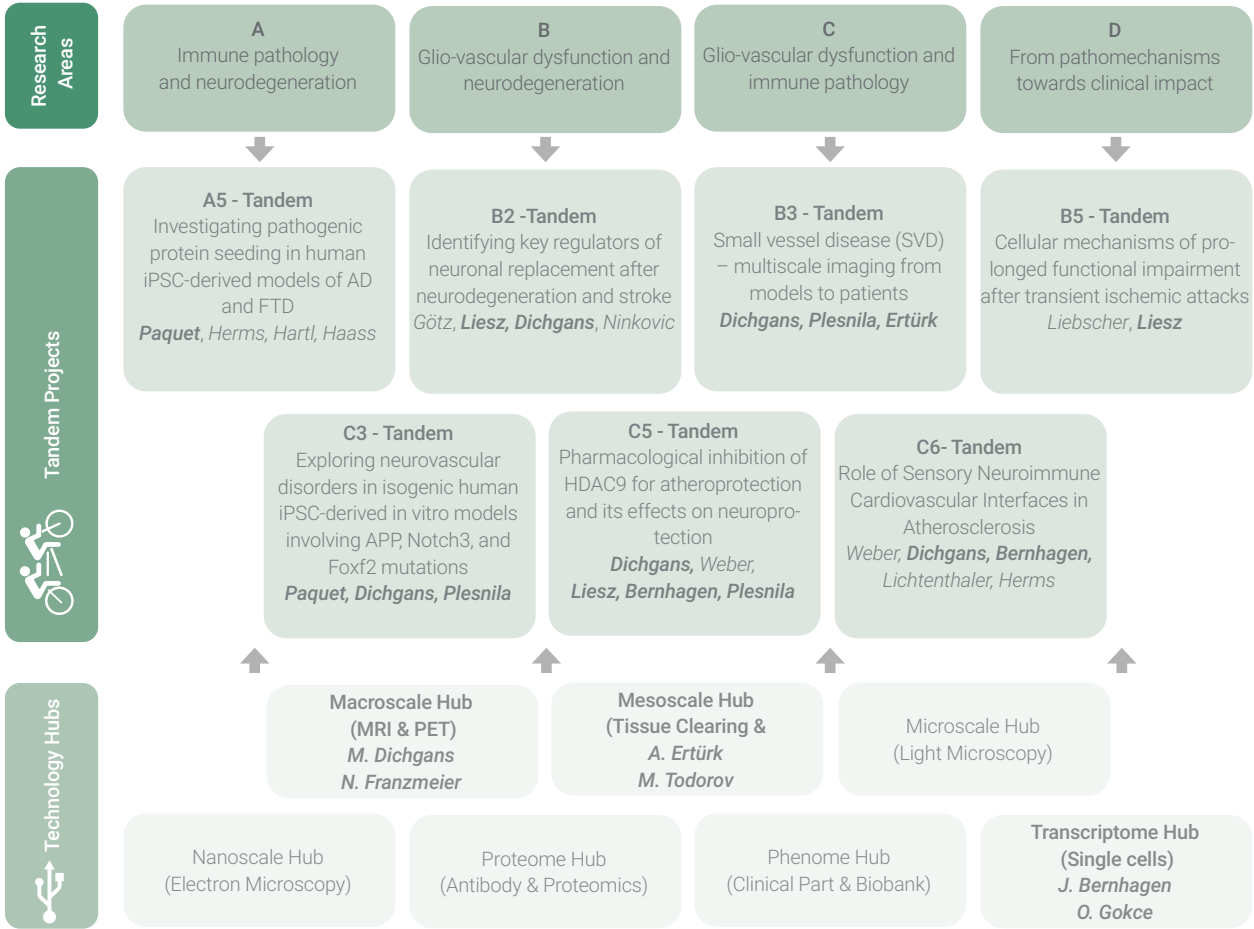 Research
Areas
A
Immune pathology
and neurodegeneration
B
Glio-vascular dysfunction and
neurodegeneration
C
Glio-vascular dysfunction and
immune pathology
D
From pathomechanisms
towards clinical impact
Tandem Projects
A5 - Tandem
Investigating pathogenic
protein seeding in human
iPSC-derived models of AD
and FTD
Paquet, Herms, Hartl, Haass
B2 -Tandem
Identifying key regulators of
neuronal replacement after
neurodegeneration and stroke
Götz, Liesz, Dichgans, Ninkovic
B3 - Tandem
Small vessel disease (SVD)
– multiscale imaging from
models to patients
Dichgans, Plesnila, Ertürk
B5 - Tandem
Cellular mechanisms of pro-
longed functional impairment
after transient ischemic attacks
Liebscher, Liesz
C3 - Tandem
Exploring neurovascular
disorders in isogenic human
iPSC-derived in vitro models
involving APP, Notch3, and
Foxf2 mutations
Paquet, Dichgans, Plesnila
C5 - Tandem
Pharmacological inhibition of
HDAC9 for atheroprotection
and its effects on neuropro-
tection
Dichgans, Weber,
Liesz, Bernhagen, Plesnila
C6- Tandem
Role of Sensory Neuroimmune
Cardiovascular Interfaces in
Atherosclerosis
Weber, Dichgans, Bernhagen,
Lichtenthaler, Herms
Technology Hubs
Macroscale Hub
(MRI & PET)
M. Dichgans
N. Franzmeier
Mesoscale Hub
(Tissue Clearing &
A. Ertürk
M. Todorov
Microscale Hub
(Light Microscopy)
Nanoscale Hub
(Electron Microscopy)
Proteome Hub
(Antibody & Proteomics)
Phenome Hub
(Clinical Part & Biobank)
Transcriptome Hub
(Single cells)
J. Bernhagen
O. Gokce